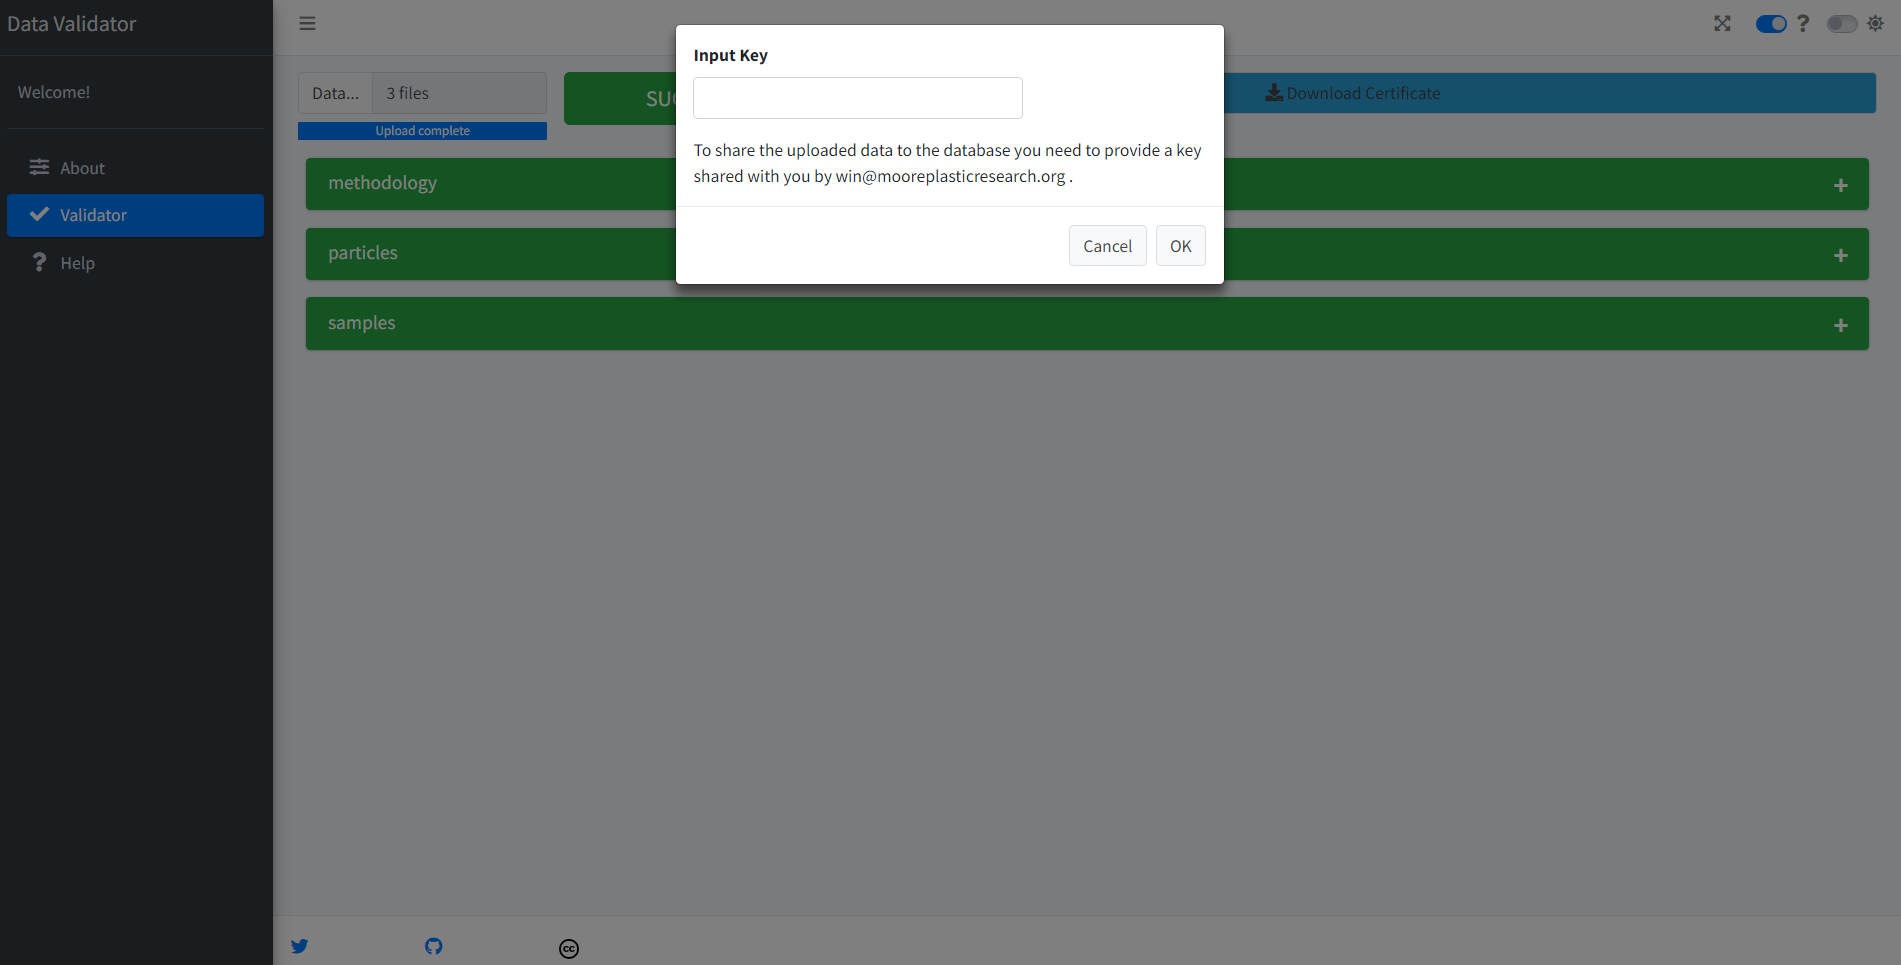 Data Validator
Welcome!
About
Validator
Help
Data...
3 files
Upload complete
Download Certificate
methodology
particles
samples
Input Key
To share the uploaded data to the database you need to provide a key
shared with you by win@mooreplasticresearch.org .
Cancel
OK
cc